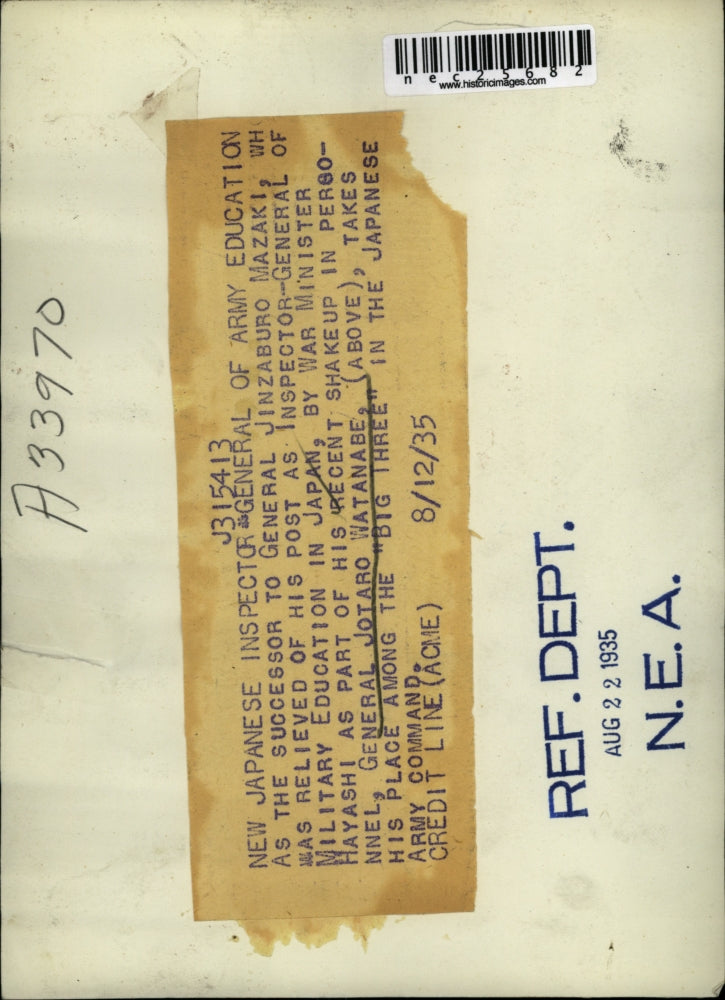 nec25682
www.historicimages.com
A33970
J315413
NEW JAPANESE INSPECTOR-GENERAL OF ARMY EDUCATION
AS THE SUCCESSOR TO GENERAL JINZABURO MAZAKI, WH
WAS RELIEVED OF HIS POST AS INSPECTOR-GENERAL OF
MILITARY EDUCATION IN JAPAN, BY WAR MINISTER
HAYASHI AS PART OF HIS RECENT SHAKEUP IN PERSO-
NNEL, GENERAL JOTARO WATANABE, (ABOVE), TAKES
HIS PLACE AMONG THE "BIG THREE" IN THE JAPANESE
ARMY COMMAND.
CREDIT LINE (ACME) 8/12/35
REF. DEPT.
AUG 22 1935
N.E.A.